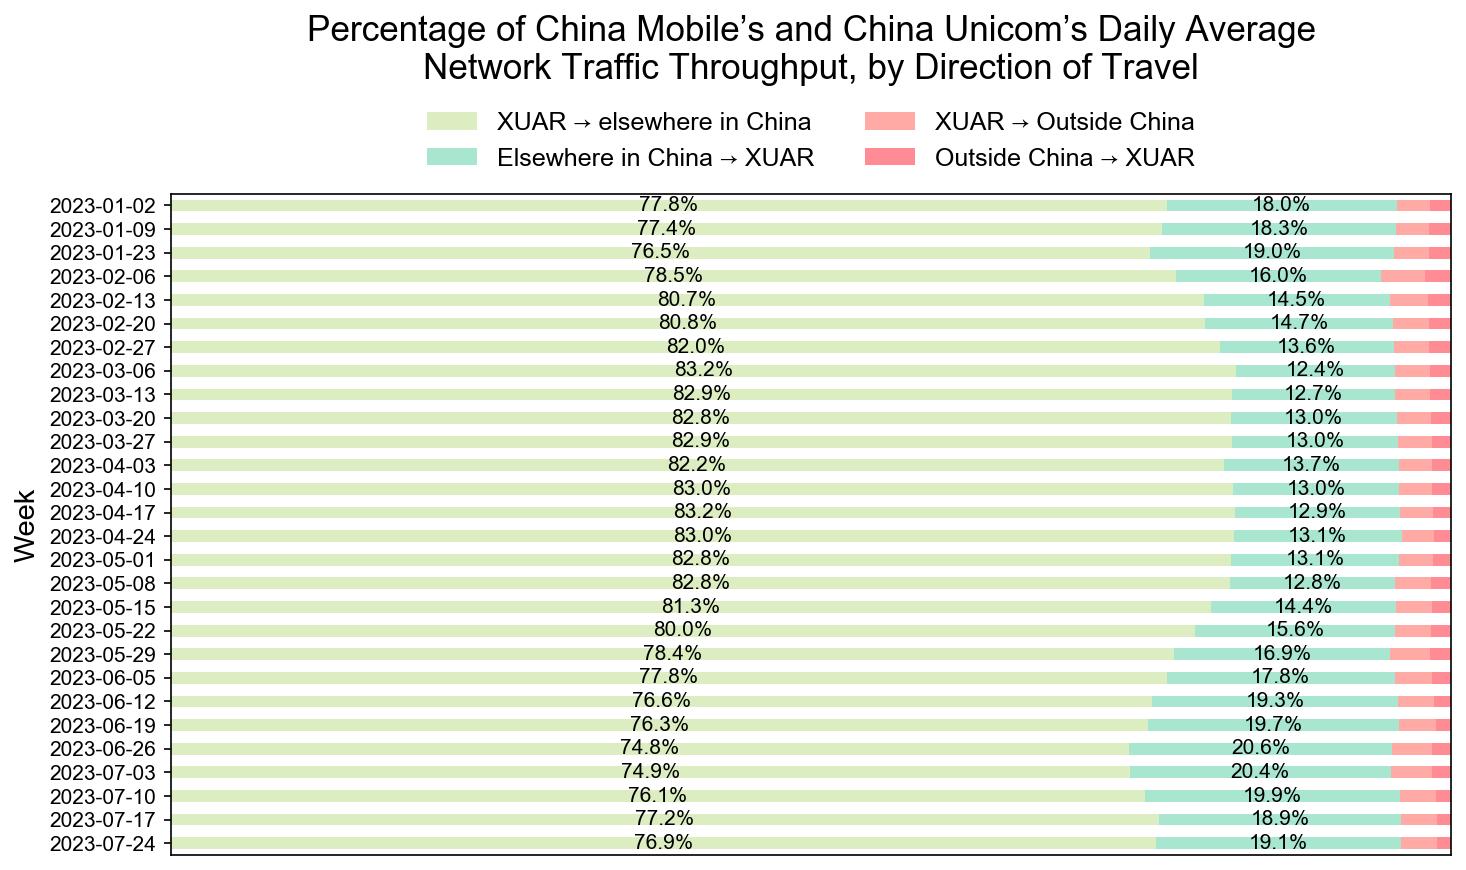 Percentage of China Mobile’s and China Unicom’s Daily Average
Network Traffic Throughput, by Direction of Travel
XUAR → elsewhere in China
Elsewhere in China → XUAR
XUAR → Outside China
Outside China → XUAR
Week
2023-01-02 77.8% 18.0%
2023-01-09 77.4% 18.3%
2023-01-23 76.5% 19.0%
2023-02-06 78.5% 16.0%
2023-02-13 80.7% 14.5%
2023-02-20 80.8% 14.7%
2023-02-27 82.0% 13.6%
2023-03-06 83.2% 12.4%
2023-03-13 82.9% 12.7%
2023-03-20 82.8% 13.0%
2023-03-27 82.9% 13.0%
2023-04-03 82.2% 13.7%
2023-04-10 83.0% 13.0%
2023-04-17 83.2% 12.9%
2023-04-24 83.0% 13.1%
2023-05-01 82.8% 13.1%
2023-05-08 82.8% 12.8%
2023-05-15 81.3% 14.4%
2023-05-22 80.0% 15.6%
2023-05-29 78.4% 16.9%
2023-06-05 77.8% 17.8%
2023-06-12 76.6% 19.3%
2023-06-19 76.3% 19.7%
2023-06-26 74.8% 20.6%
2023-07-03 74.9% 20.4%
2023-07-10 76.1% 19.9%
2023-07-17 77.2% 18.9%
2023-07-24 76.9% 19.1%